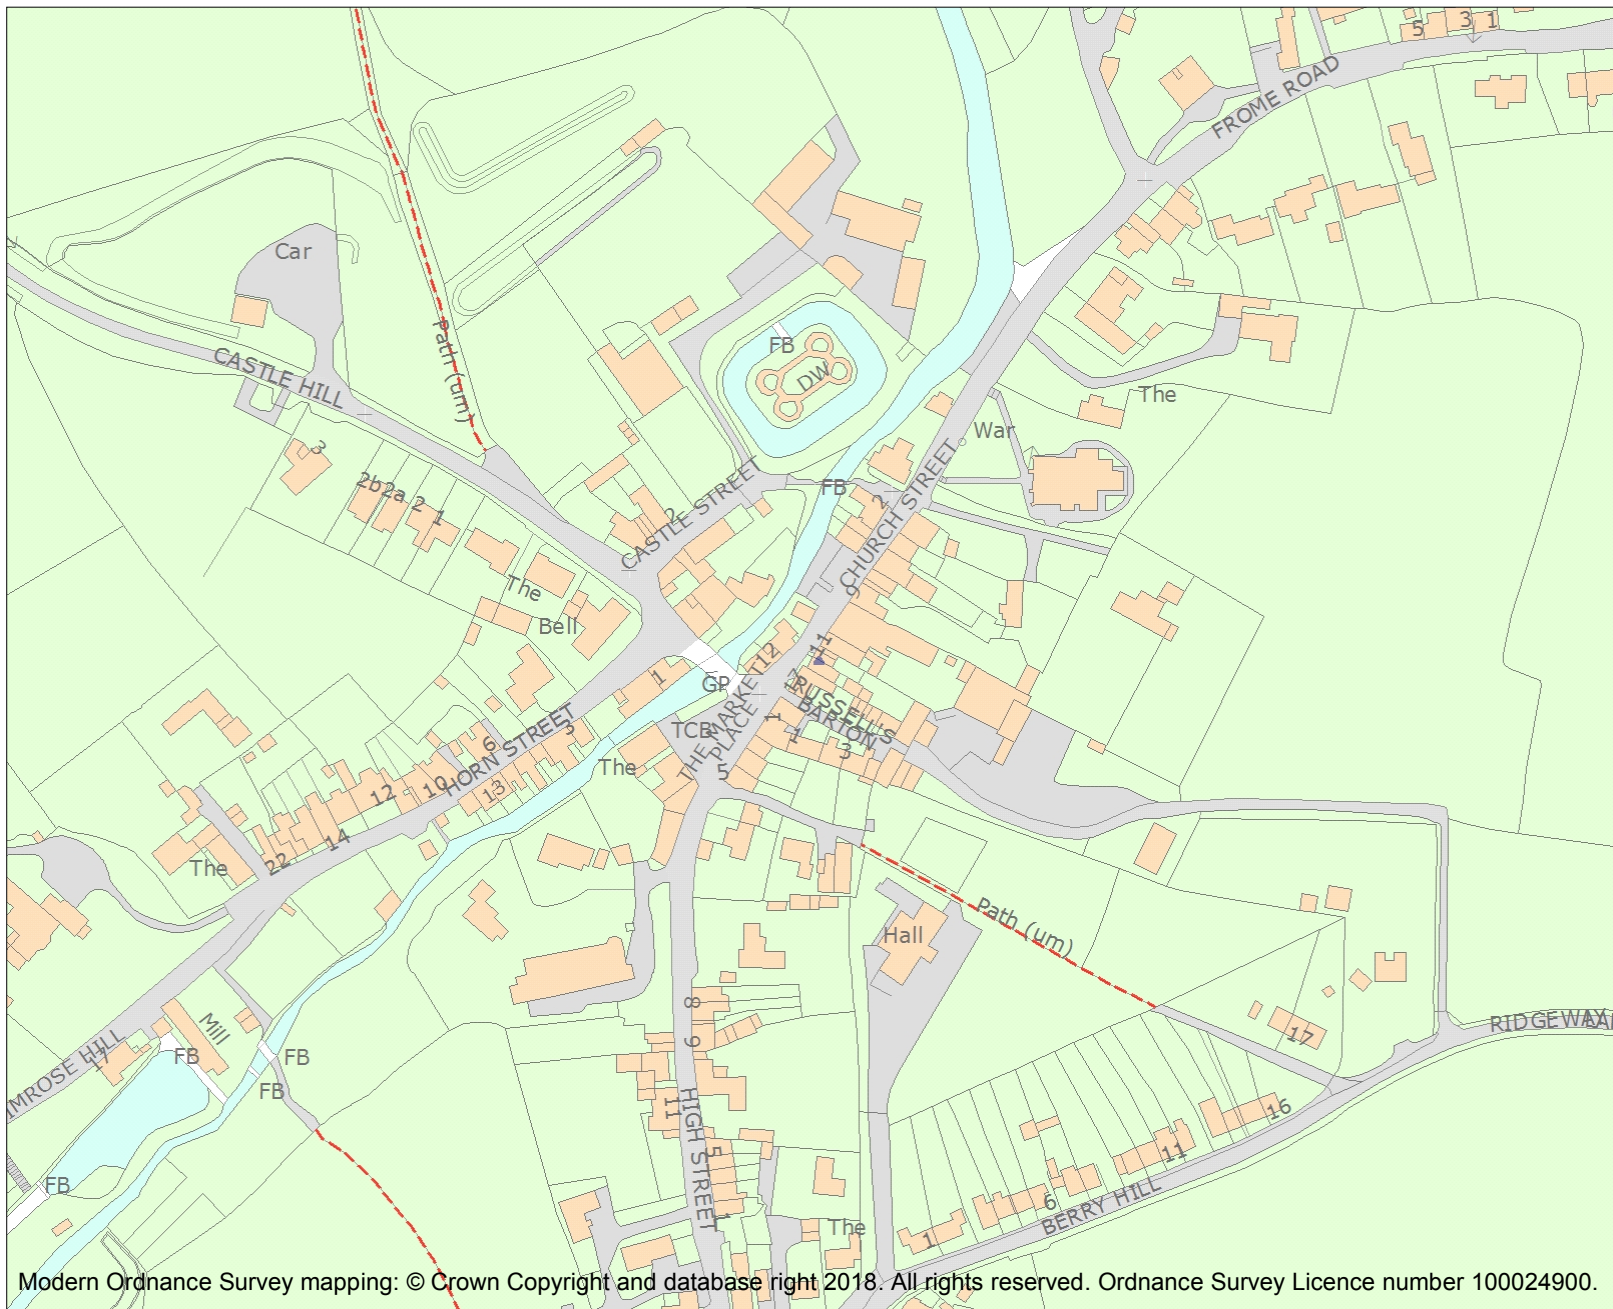 5
3
1
FROME ROAD
Car
Path (um)
CASTLE HILL
FB
DW
The
War
3
2b
2a
2
1
FB
2
CASTLE STREET
2
CHURCH STREET
9
The
Bell
11
12
17
1
GP
RUSSELL'S
BARTON
THE MARKET
PLACE
TCB
1
1
3
5
The
3
6
HORN STREET
13
10
12
14
22
The
Hall
Path (um)
8
9
Mill
FB
FB
FB
17
IMROSE HILL
17
RIDGEWAY
11
HIGH STREET
5
1
16
11
6
1
BERRY HILL
The
FB
Modern Ordnance Survey mapping: © Crown Copyright and database right 2018. All rights reserved. Ordnance Survey Licence number 100024900.